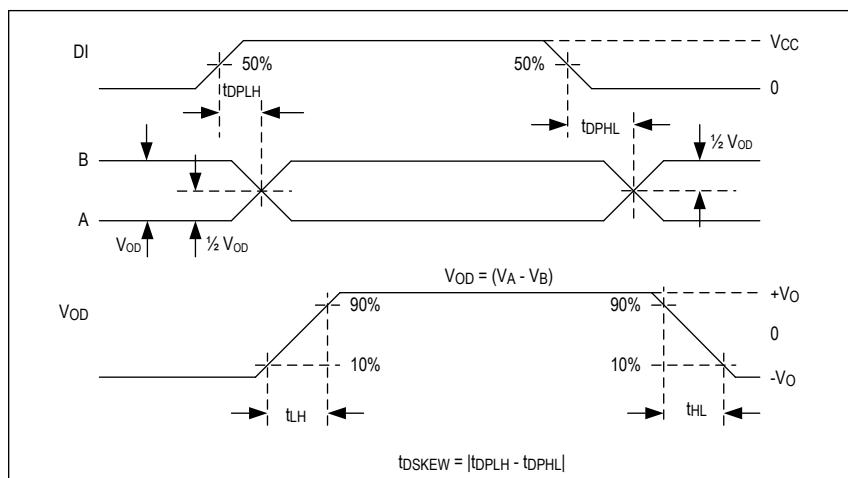 DI
VCC
50%
50%
0
tDPLH
tDPHL
½ VOD
B
A
VOD
½ VOD
VOD = (VA - VB)
VOD
90%
90%
+VO
0
10%
10%
-VO
tLH
tHL
tDSKEW = |tDPLH - tDPHL|